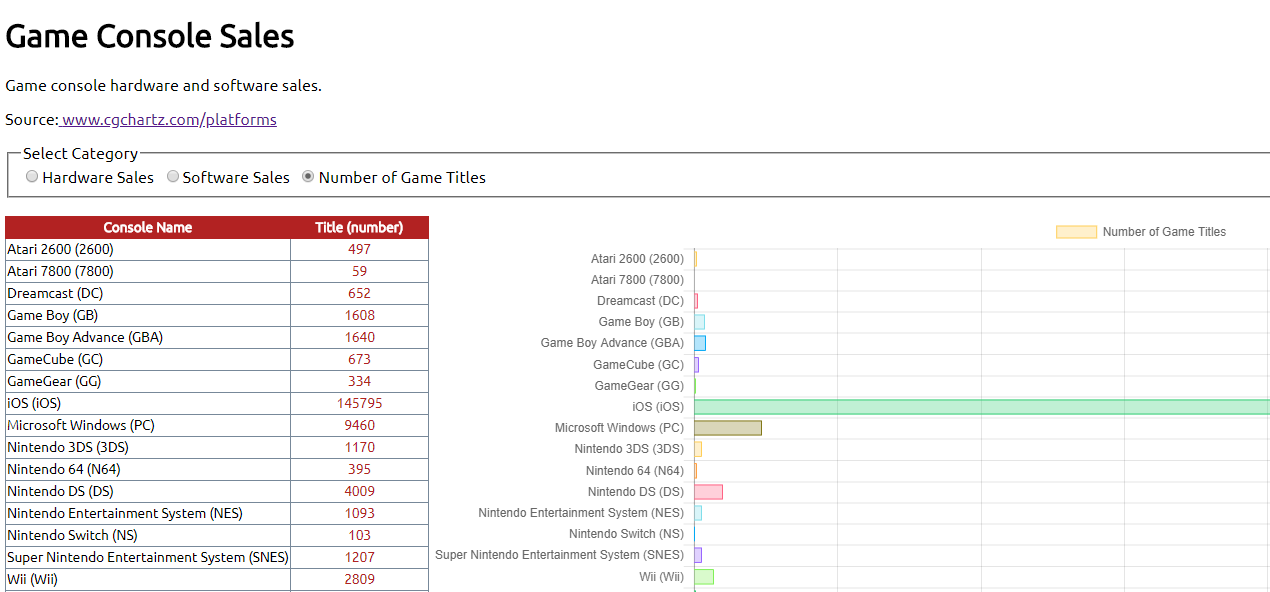 Game Console Sales
Game console hardware and software sales.
Source: www.cgchartz.com/platforms
Select Category
Hardware Sales Software Sales Number of Game Titles
Console Name Title (number)
Atari 2600 (2600) 497
Atari 7800 (7800) 59
Dreamcast (DC) 652
Game Boy (GB) 1608
Game Boy Advance (GBA) 1640
GameCube (GC) 673
GameGear (GG) 334
iOS (iOS) 145795
Microsoft Windows (PC) 9460
Nintendo 3DS (3DS) 1170
Nintendo 64 (N64) 395
Nintendo DS (DS) 4009
Nintendo Entertainment System (NES) 1093
Nintendo Switch (NS) 103
Super Nintendo Entertainment System (SNES) 1207
Wii (Wii) 2809
Number of Game Titles
Atari 2600 (2600)
Atari 7800 (7800)
Dreamcast (DC)
Game Boy (GB)
Game Boy Advance (GBA)
GameCube (GC)
GameGear (GG)
iOS (iOS)
Microsoft Windows (PC)
Nintendo 3DS (3DS)
Nintendo 64 (N64)
Nintendo DS (DS)
Nintendo Entertainment System (NES)
Nintendo Switch (NS)
Super Nintendo Entertainment System (SNES)
Wii (Wii)